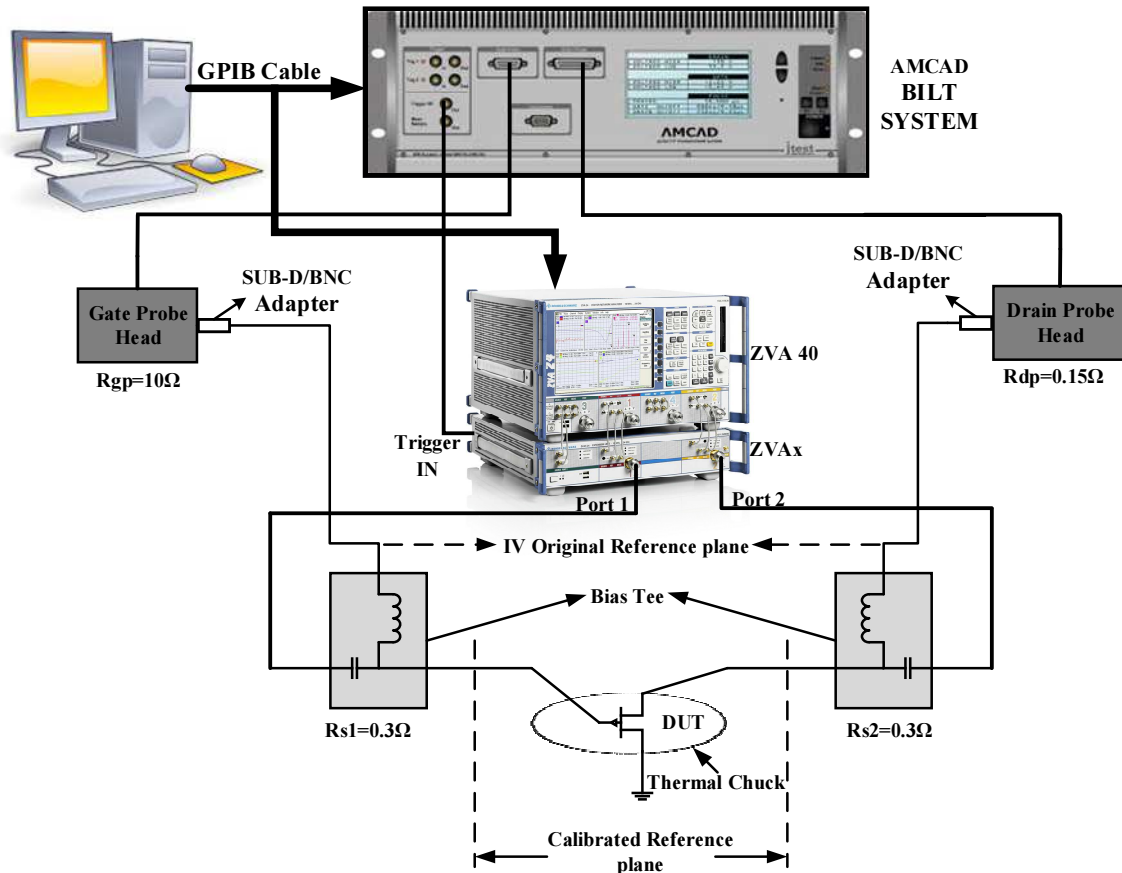 GPIB Cable
AMCAD
BILT
SYSTEM
AMCAD
jtest
SUB-D/BNC
Adapter
SUB-D/BNC
Adapter
Gate Probe
Head
Drain Probe
Head
Rgp=10Ω
Rdp=0.15Ω
ZVA 40
Trigger
IN
ZVAx
Port 1
Port 2
IV Original Reference plane
Bias Tee
Rs1=0.3Ω
DUT
Rs2=0.3Ω
Thermal Chuck
Calibrated Reference
plane